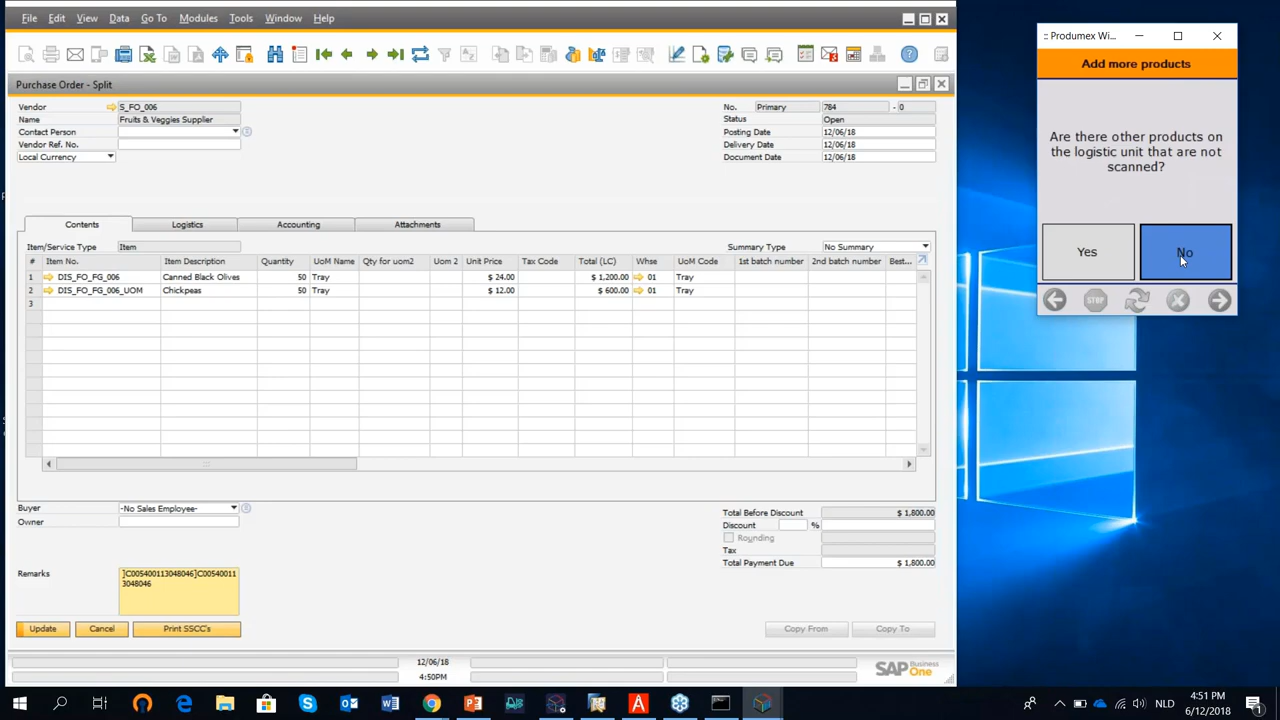 File Edit View Data Go To Modules Tools Window Help
Purchase Order - Split
Vendor S_FO_006
Name Fruits & Veggies Supplier
Contact Person
Vendor Ref. No.
Local Currency
No. Primary 784 - 0
Status Open
Posting Date 12/06/18
Delivery Date 12/06/18
Document Date 12/06/18
Contents Logistics Accounting Attachments
Item/Service Type Item
Summary Type No Summary
# Item No. Item Description Quantity UoM Name Qty for uom2 Uom 2 Unit Price Tax Code Total (LC) Whse UoM Code 1st batch number 2nd batch number Best...
1 DIS_FO_FG_006 Canned Black Olives 50 Tray $ 24.00 $ 1,200.00 01 Tray
2 DIS_FO_FG_006_UOM Chickpeas 50 Tray $ 12.00 $ 600.00 01 Tray
3
Buyer -No Sales Employee-
Owner
Total Before Discount $ 1,800.00
Discount %
Rounding
Tax
Total Payment Due $ 1,800.00
Remarks ]C005400113048046]C00540011
3048046
Update Cancel Print SSCC's Copy From Copy To
12/06/18
4:50PM
SAP Business One
:: Produmex Wi...
Add more products
Are there other products on
the logistic unit that are not
scanned?
Yes No
STOP
NLD
4:51 PM
6/12/2018
1